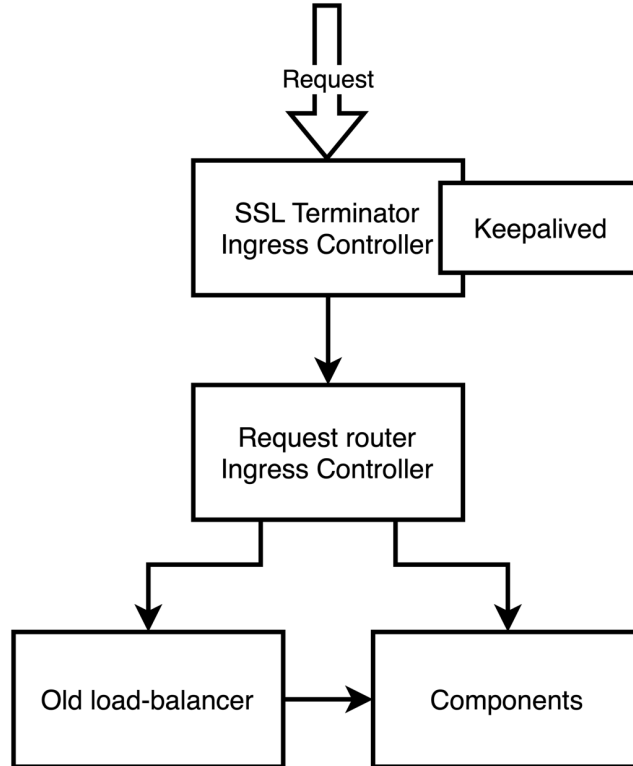 Request
SSL Terminator
Ingress Controller
Keepalived
Request router
Ingress Controller
Old load-balancer
Components